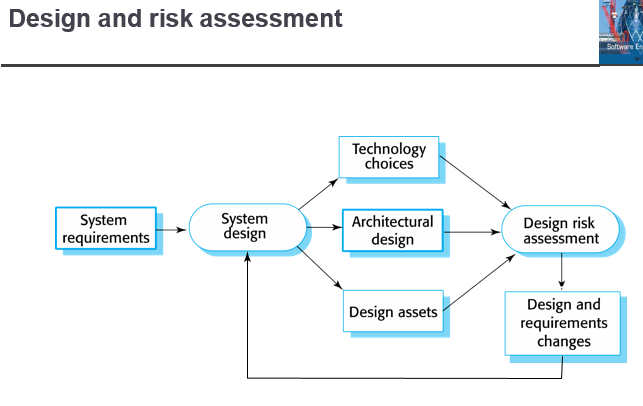 Design and risk assessment
Software En
Technology
choices
System
requirements
System
design
Architectural
design
Design risk
assessment
Design assets
Design and
requirements
changes